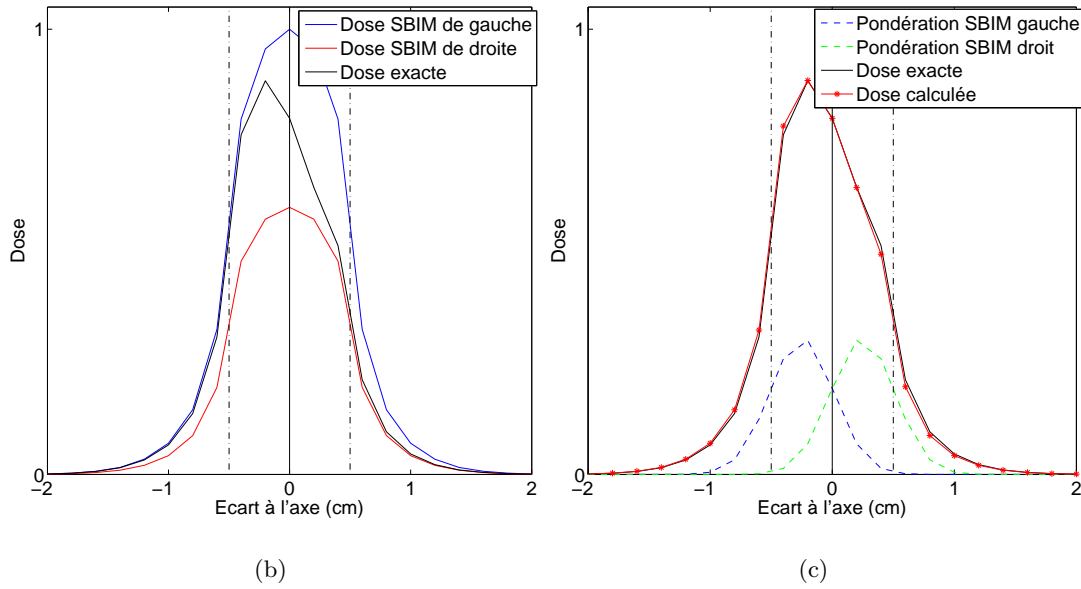 1
Dose SBIM de gauche
Dose SBIM de droite
Dose exacte
Dose
0
−2
−1
0
1
2
Ecart à l'axe (cm)
(b)
1
Pondération SBIM gauche
Pondération SBIM droit
Dose exacte
Dose calculée
Dose
0
−2
−1
0
1
2
Ecart à l'axe (cm)
(c)